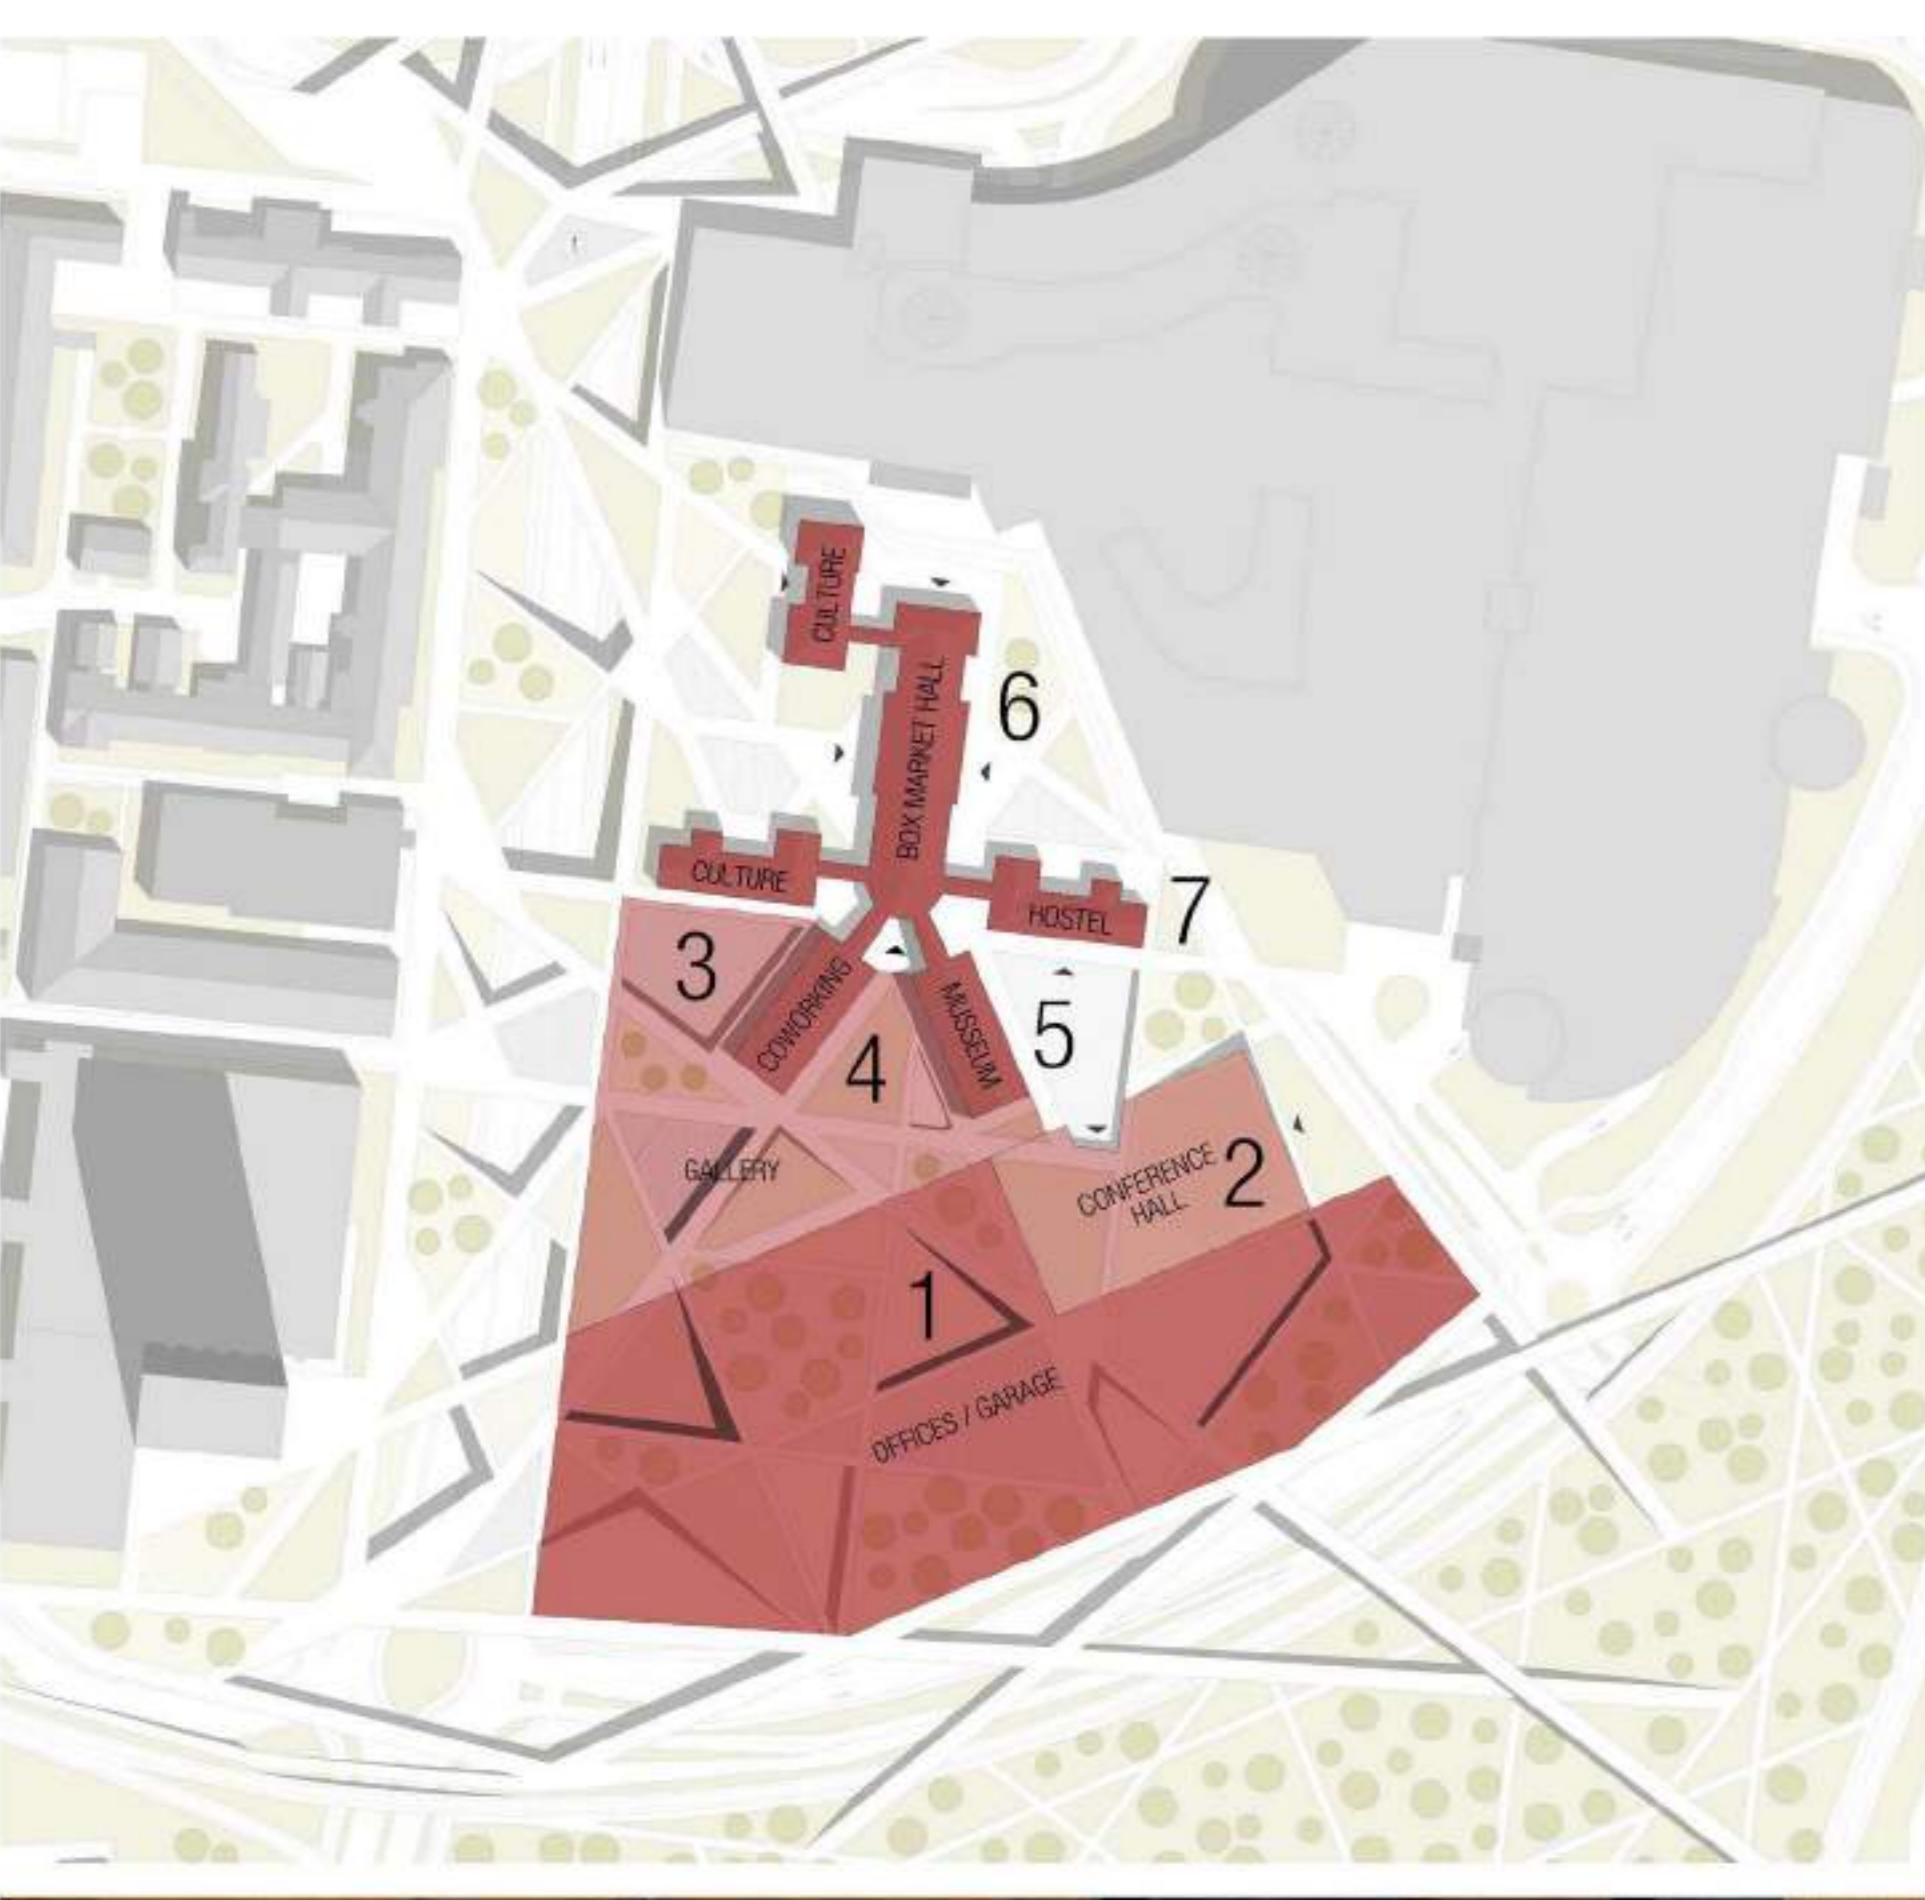 CULTURE
BOX MARKET HALL
6
CULTURE
HOSTEL
7
3
COWORKING
MUSSEUM
5
4
GALLERY
CONFERENCE
HALL
2
1
OFFICES / GARAGE